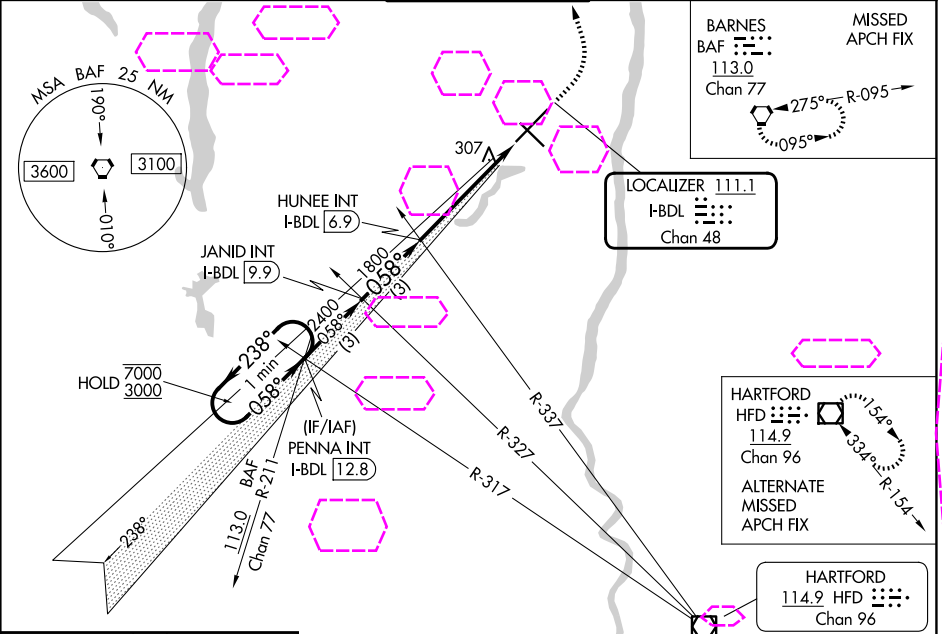 MSA BAF 25 NM
190°
3600
3100
010°
BARNES
BAF
113.0
Chan 77
MISSED
APCH FIX
275°
R-095
095°
307
LOCALIZER 111.1
I-BDL
Chan 48
HUNEE INT
I-BDL 6.9
JANID INT
I-BDL 9.9
1800
058°
(3)
2400
058°
(3)
238°
1 min
058°
HOLD 7000
3000
(IF/IAF)
PENNA INT
I-BDL 12.8
BAF
R-211
113.0
Chan 77
238°
R-337
R-327
R-317
HARTFORD
HFD
114.9
Chan 96
154°
334°
R-154
ALTERNATE
MISSED
APCH FIX
HARTFORD
114.9 HFD
Chan 96